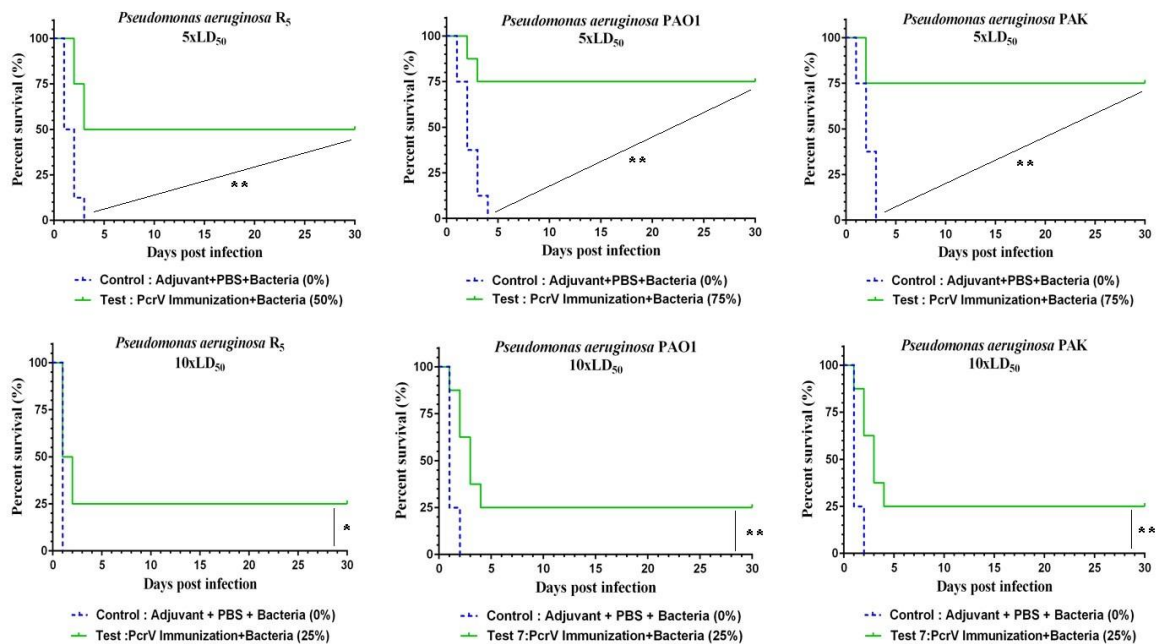 Pseudomonas aeruginosa R5
5xLD50
Percent survival (%)
100
75
50
25
0
**
0 5 10 15 20 25 30
Days post infection
Control : Adjuvant+PBS+Bacteria (0%)
Test : PcrV Immunization+Bacteria (50%)
Pseudomonas aeruginosa PAO1
5xLD50
Percent survival (%)
100
75
50
25
0
**
0 5 10 15 20 25 30
Days post infection
Control : Adjuvant+PBS+Bacteria (0%)
Test : PcrV Immunization+Bacteria (75%)
Pseudomonas aeruginosa PAK
5xLD50
Percent survival (%)
100
75
50
25
0
**
0 5 10 15 20 25 30
Days post infection
Control : Adjuvant+PBS+Bacteria (0%)
Test : PcrV Immunization+Bacteria (75%)
Pseudomonas aeruginosa R5
10xLD50
Percent survival (%)
100
75
50
25
0
*
0 5 10 15 20 25 30
Days post infection
Control : Adjuvant + PBS + Bacteria (0%)
Test :PcrV Immunization+Bacteria (25%)
Pseudomonas aeruginosa PAO1
10xLD50
Percent survival (%)
100
75
50
25
0
**
0 5 10 15 20 25 30
Days post infection
Control : Adjuvant + PBS + Bacteria (0%)
Test 7:PcrV Immunization+Bacteria (25%)
Pseudomonas aeruginosa PAK
10xLD50
Percent survival (%)
100
75
50
25
0
**
0 5 10 15 20 25 30
Days post infection
Control : Adjuvant + PBS + Bacteria (0%)
Test 7:PcrV Immunization+Bacteria (25%)